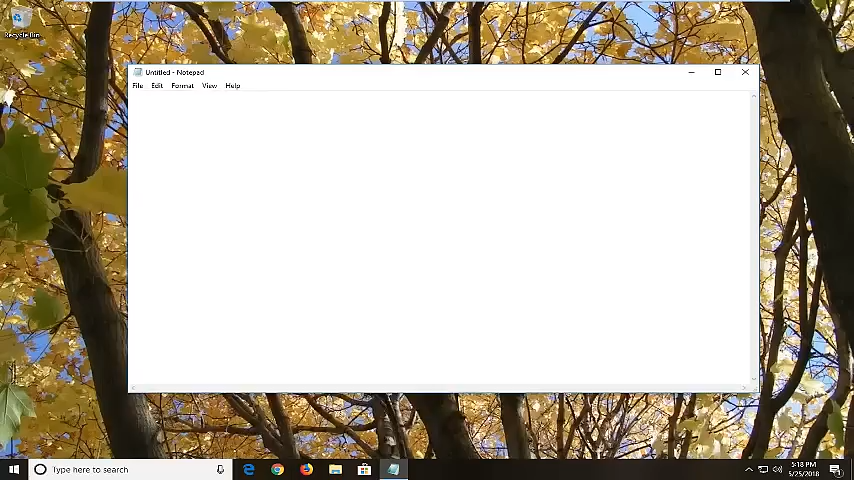 Recycle Bin
Untitled - Notepad
File Edit Format View Help
Type here to search
5:18 PM
5/25/2018